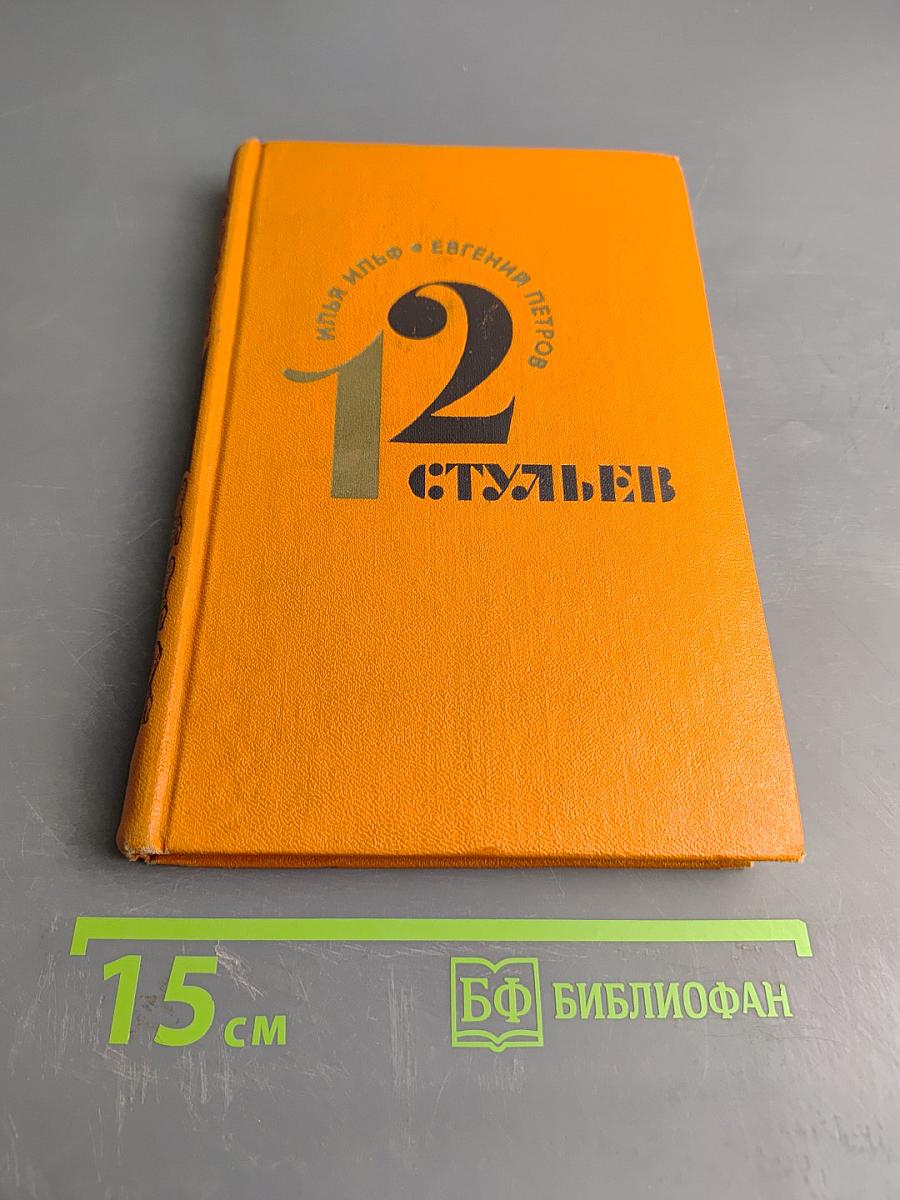 ИЛЬЯ ИЛЬФ • ЕВГЕНИЙ ПЕТРОВ
12
СТУЛЬЕВ
15 см
БФ БИБЛИОФАН